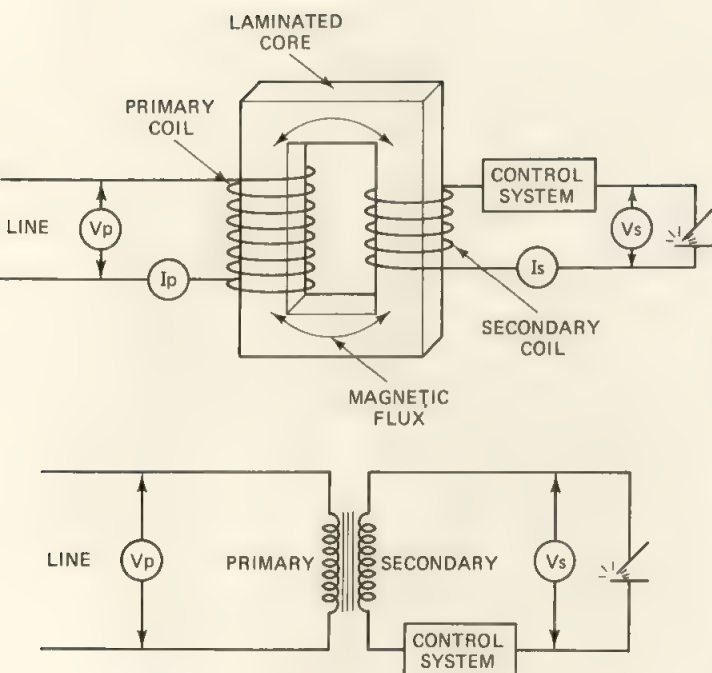 LAMINATED
CORE
PRIMARY
COIL
LINE
Vp
Ip
CONTROL
SYSTEM
Vs
Is
SECONDARY
COIL
MAGNETIC
FLUX
LINE
Vp
PRIMARY
SECONDARY
Vs
CONTROL
SYSTEM